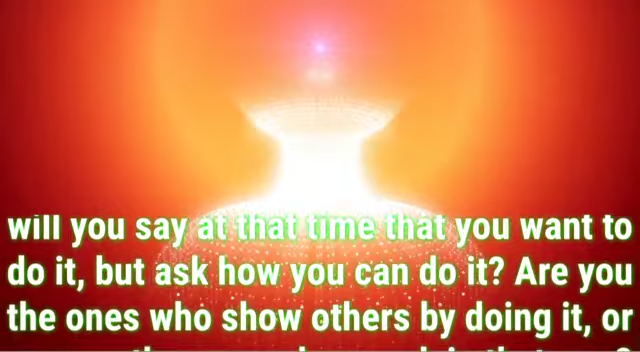 will you say at that time that you want to
do it, but ask how you can do it? Are you
the ones who show others by doing it, or